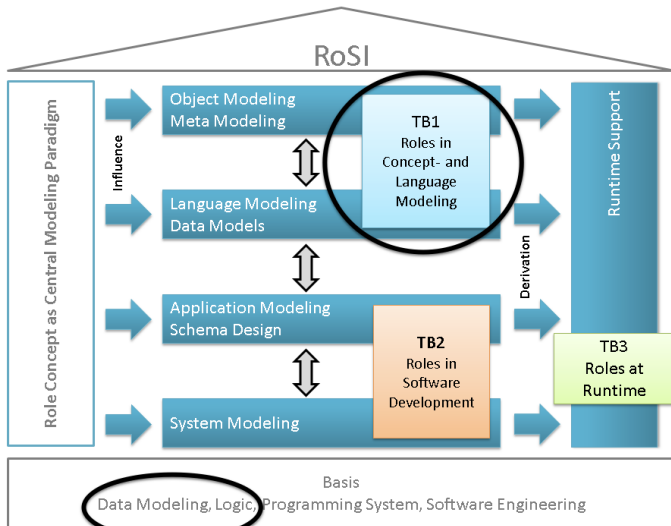 RoSI
Role Concept as Central Modeling Paradigm
Influence
Object Modeling
Meta Modeling
TB1
Roles in
Concept- and
Language
Modeling
Language Modeling
Data Models
Application Modeling
Schema Design
TB2
Roles in
Software
Development
System Modeling
Derivation
Runtime Support
TB3
Roles at
Runtime
Basis
Data Modeling, Logic, Programming System, Software Engineering